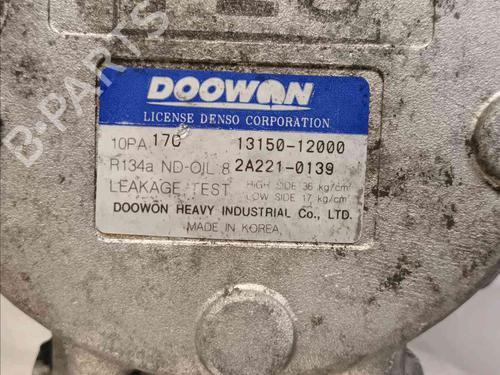 DOOWON
LICENSE DENSO CORPORATION
10PA 17C 13150-12000
R134a ND-OIL 8 2A221-0139
LEAKAGE TEST HIGH SIDE 36 kg/cm²
LOW SIDE 17 kg/cm²
DOOWON HEAVY INDUSTRIAL Co., LTD.
MADE IN KOREA
B-PARTS